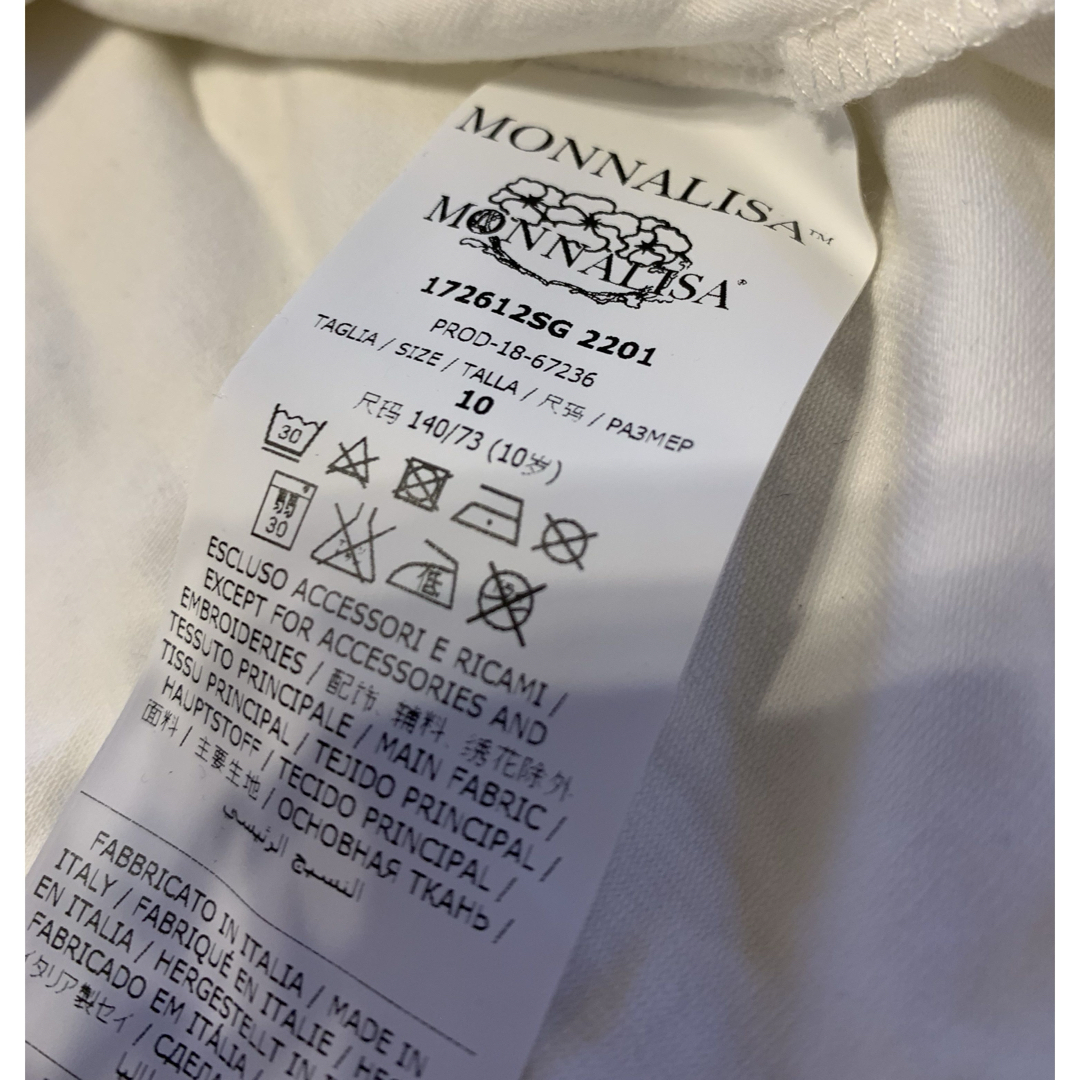 MONNALISA™
MONNALISA®
172612SG 2201
PROD-18-67236
TAGLIA / SIZE / TALLA / 尺码 / РАЗМЕР
10
尺码 140/73 (10岁)
30
弱
30
低
ESCLUSO ACCESSORI E RICAMI /
EXCEPT FOR ACCESSORIES AND
EMBROIDERIES / 配饰 辅料 绣花除外
TESSUTO PRINCIPALE / MAIN FABRIC /
TISSU PRINCIPAL / TEJIDO PRINCIPAL /
HAUPTSTOFF / TECIDO PRINCIPAL /
面料 / 主要生地 / ОСНОВНАЯ ТКАНЬ /
النسيج الرئيسي
FABBRICATO IN ITALIA / MADE IN
ITALY / FABRIQUÉ EN ITALIE / HEC
EN ITALIA / HERGESTELLT IN
FABRICADO EM ITÁLIA /
イタリア製セイ / СДЕЛА